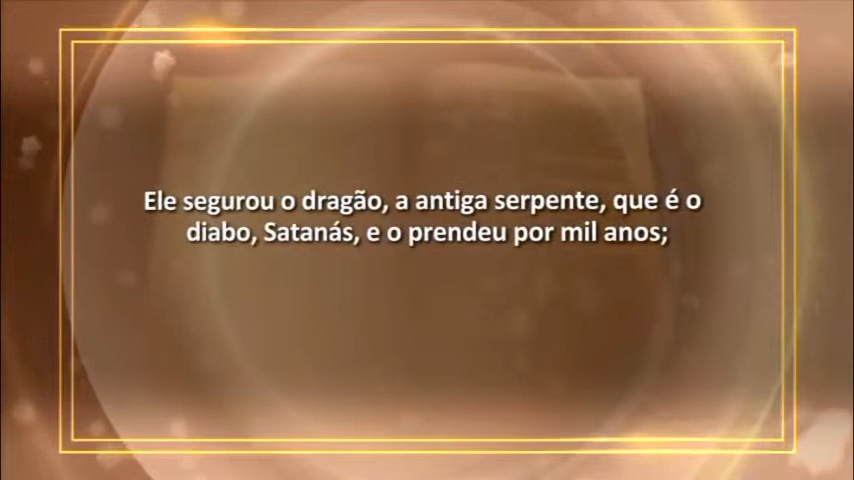 Ele segurou o dragão, a antiga serpente, que é o
diabo, Satanás, e o prendeu por mil anos;